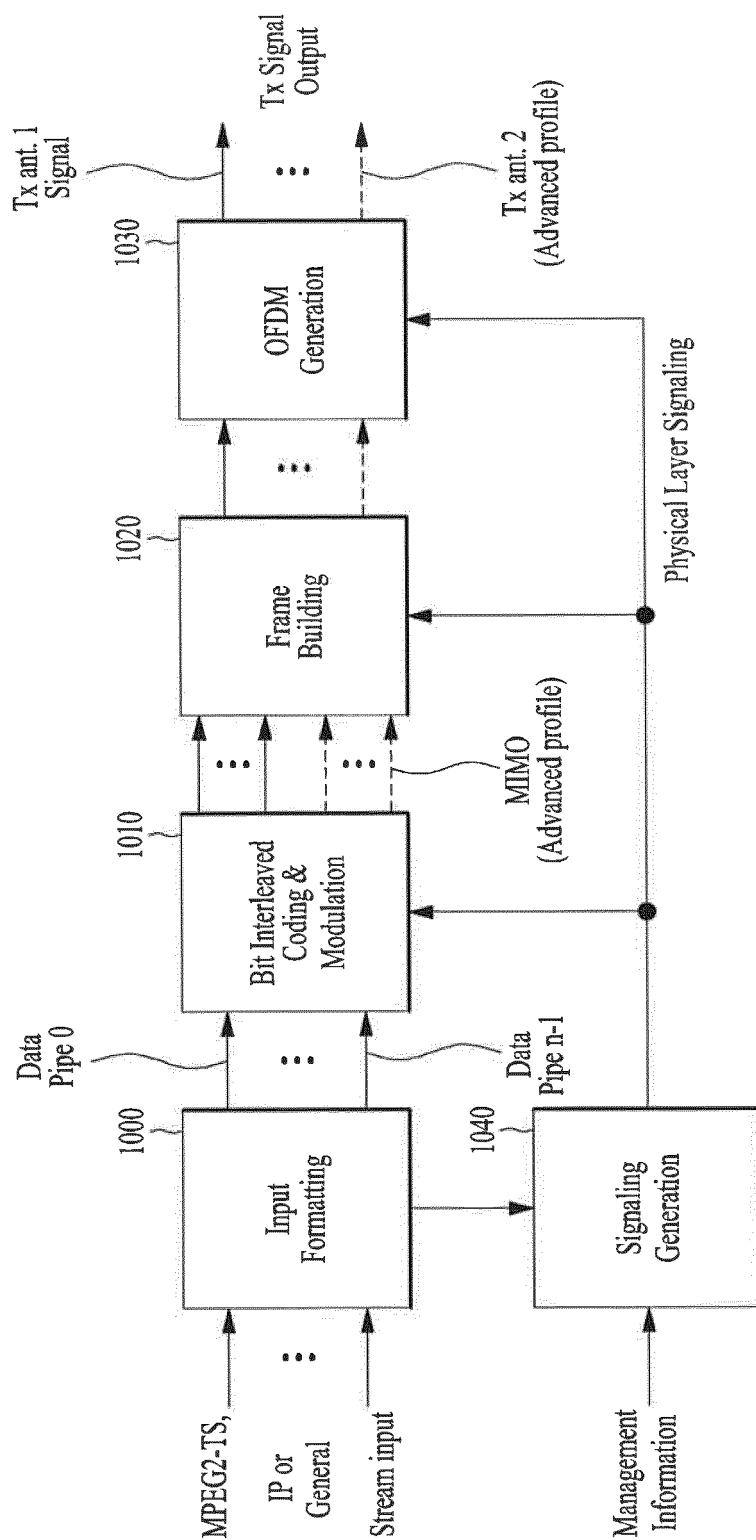 MPEG2-TS,
IP or
General
Stream input
1000
Input
Formatting
Data
Pipe 0
Data
Pipe n-1
1010
Bit Interleaved
Coding &
Modulation
MIMO
(Advanced profile)
1020
Frame
Building
1030
OFDM
Generation
Tx ant. 1
Signal
Tx Signal
Output
Tx ant. 2
(Advanced profile)
Management
Information
1040
Signaling
Generation
Physical Layer Signaling